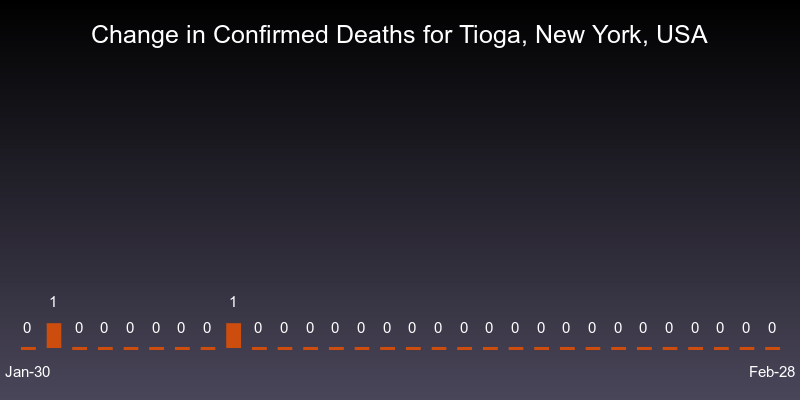 Change in Confirmed Deaths for Tioga, New York, USA
1 1
0 0 0 0 0 0 0 0 0 0 0 0 0 0 0 0 0 0 0 0 0 0 0 0 0 0 0 0
Jan-30 Feb-28